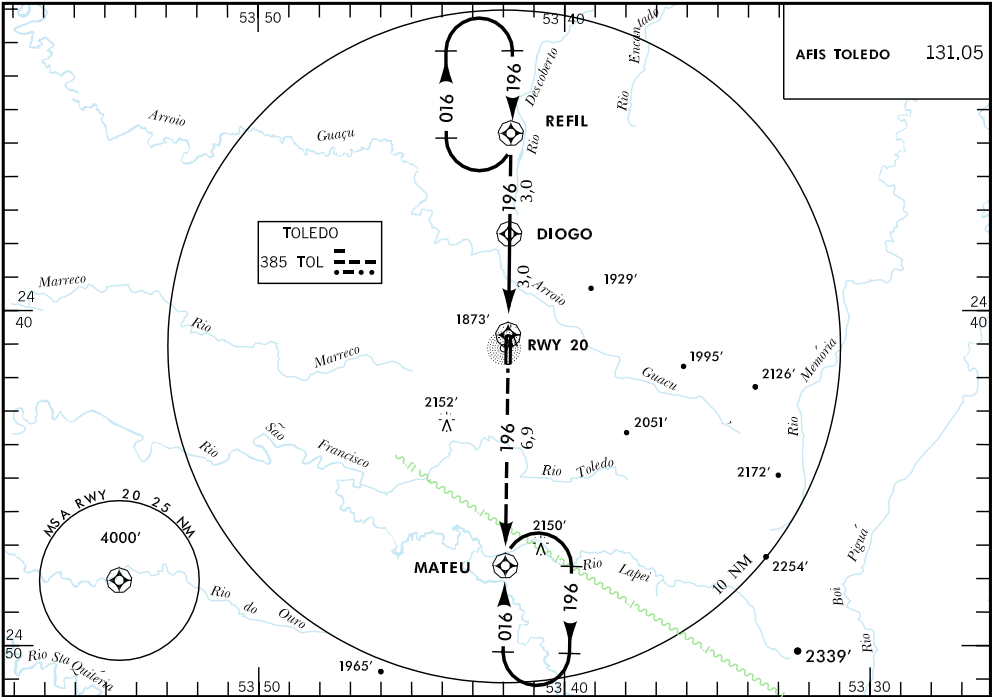 53 50
53 40
AFIS TOLEDO 131.05
Rio Encantado
Rio Descoberto
016
196
REFIL
Arroio Guaçu
196
3,0
TOLEDO
385 TOL
DIOGO
3,0
Marreco
Rio
Marreco
24
40
24
40
Arroio
Guacu
1929'
1873'
RWY 20
1995'
2126'
Memória
Rio
2152'
2051'
2172'
196
6,9
Rio São Francisco
Rio Toledo
MSA RWY 20 25 NM
4000'
2150'
MATEU
Rio Lapei
10 NM
2254'
Rio Boi Piguá
Rio do Ouro
016
196
24
50
Rio Sta Quitéria
1965'
2339'
53 50
53 40
53 30